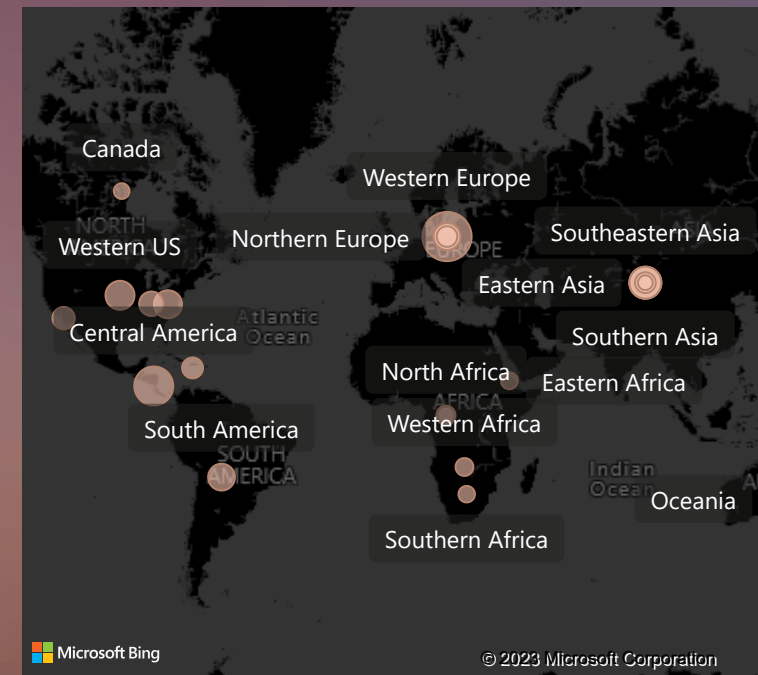 Canada
Western Europe
NORTH
Western US
Northern Europe
EUROPE
Southeastern Asia
Eastern Asia
Atlantic
Ocean
Central America
Southern Asia
North Africa
Eastern Africa
AFRICA
Western Africa
South America
SOUTH
AMERICA
Indian
Ocean
Oceania
Southern Africa
Microsoft Bing
© 2023 Microsoft Corporation